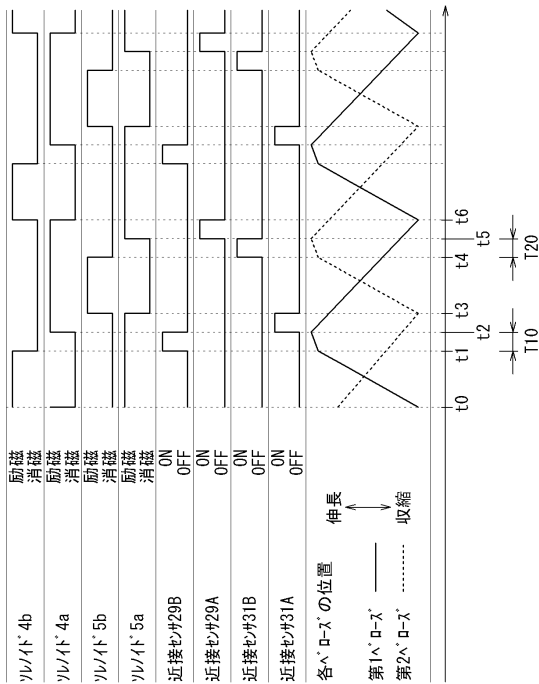 ソレノイド4b
励磁
消磁
ソレノイド4a
励磁
消磁
ソレノイド5b
励磁
消磁
ソレノイド5a
励磁
消磁
近接センサ29B
ON
OFF
近接センサ29A
ON
OFF
近接センサ31B
ON
OFF
近接センサ31A
ON
OFF
各ベローズの位置
伸長
収縮
第1ベローズ
第2ベローズ
t0
t1
t2
t3
t4
t5
t6
T10
T20